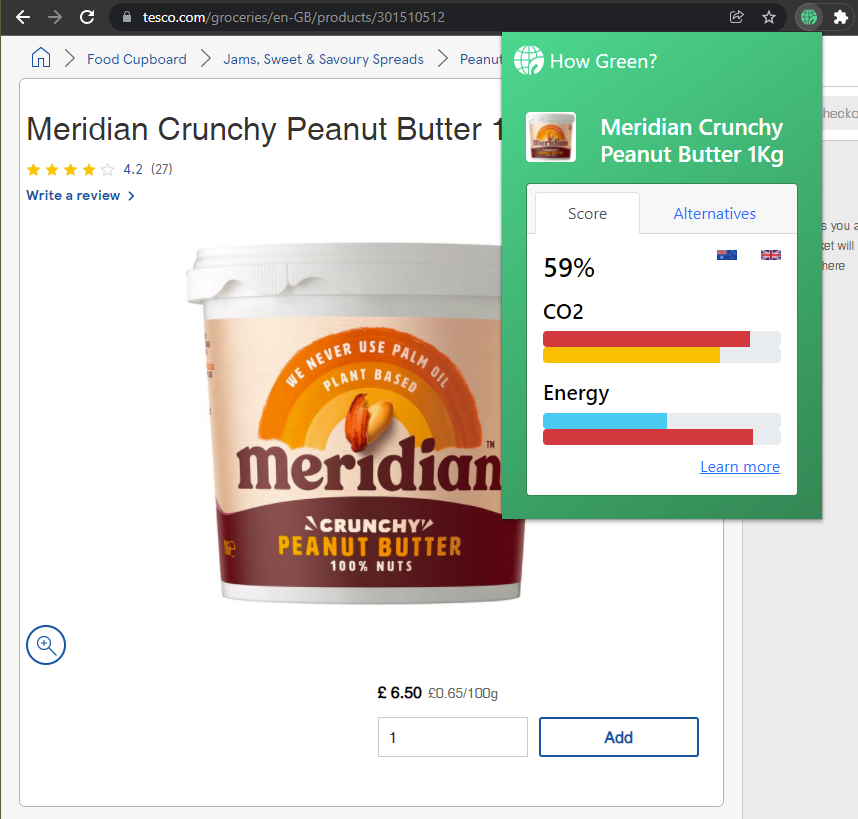 tesco.com/groceries/en-GB/products/301510512
How Green?
Food Cupboard
Jams, Sweet & Savoury Spreads
Meridian Crunchy Peanut Butter
4.2 (27)
Write a review
Meridian Crunchy
Peanut Butter 1Kg
Score
Alternatives
59%
CO2
Energy
Learn more
s you a
ket will
here
WE NEVER USE PALM OIL
PLANT BASED
meridian
TM
CRUNCHY
PEANUT BUTTER
100% NUTS
£ 6.50 £0.65/100g
1
Add